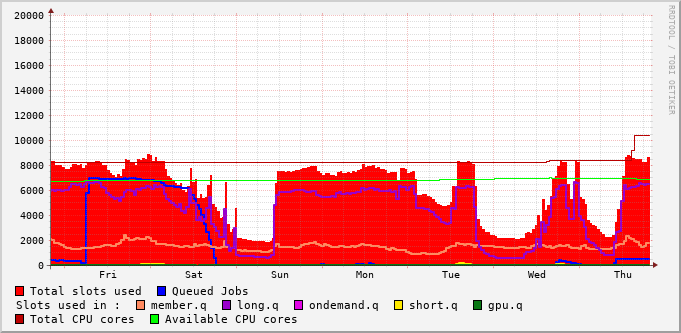 20000
18000
16000
14000
12000
10000
8000
6000
4000
2000
0
Fri Sat Sun Mon Tue Wed Thu
RRDTOOL / TOBI OETIKER
Total slots used Queued Jobs
Slots used in : member.q long.q ondemand.q short.q gpu.q
Total CPU cores Available CPU cores